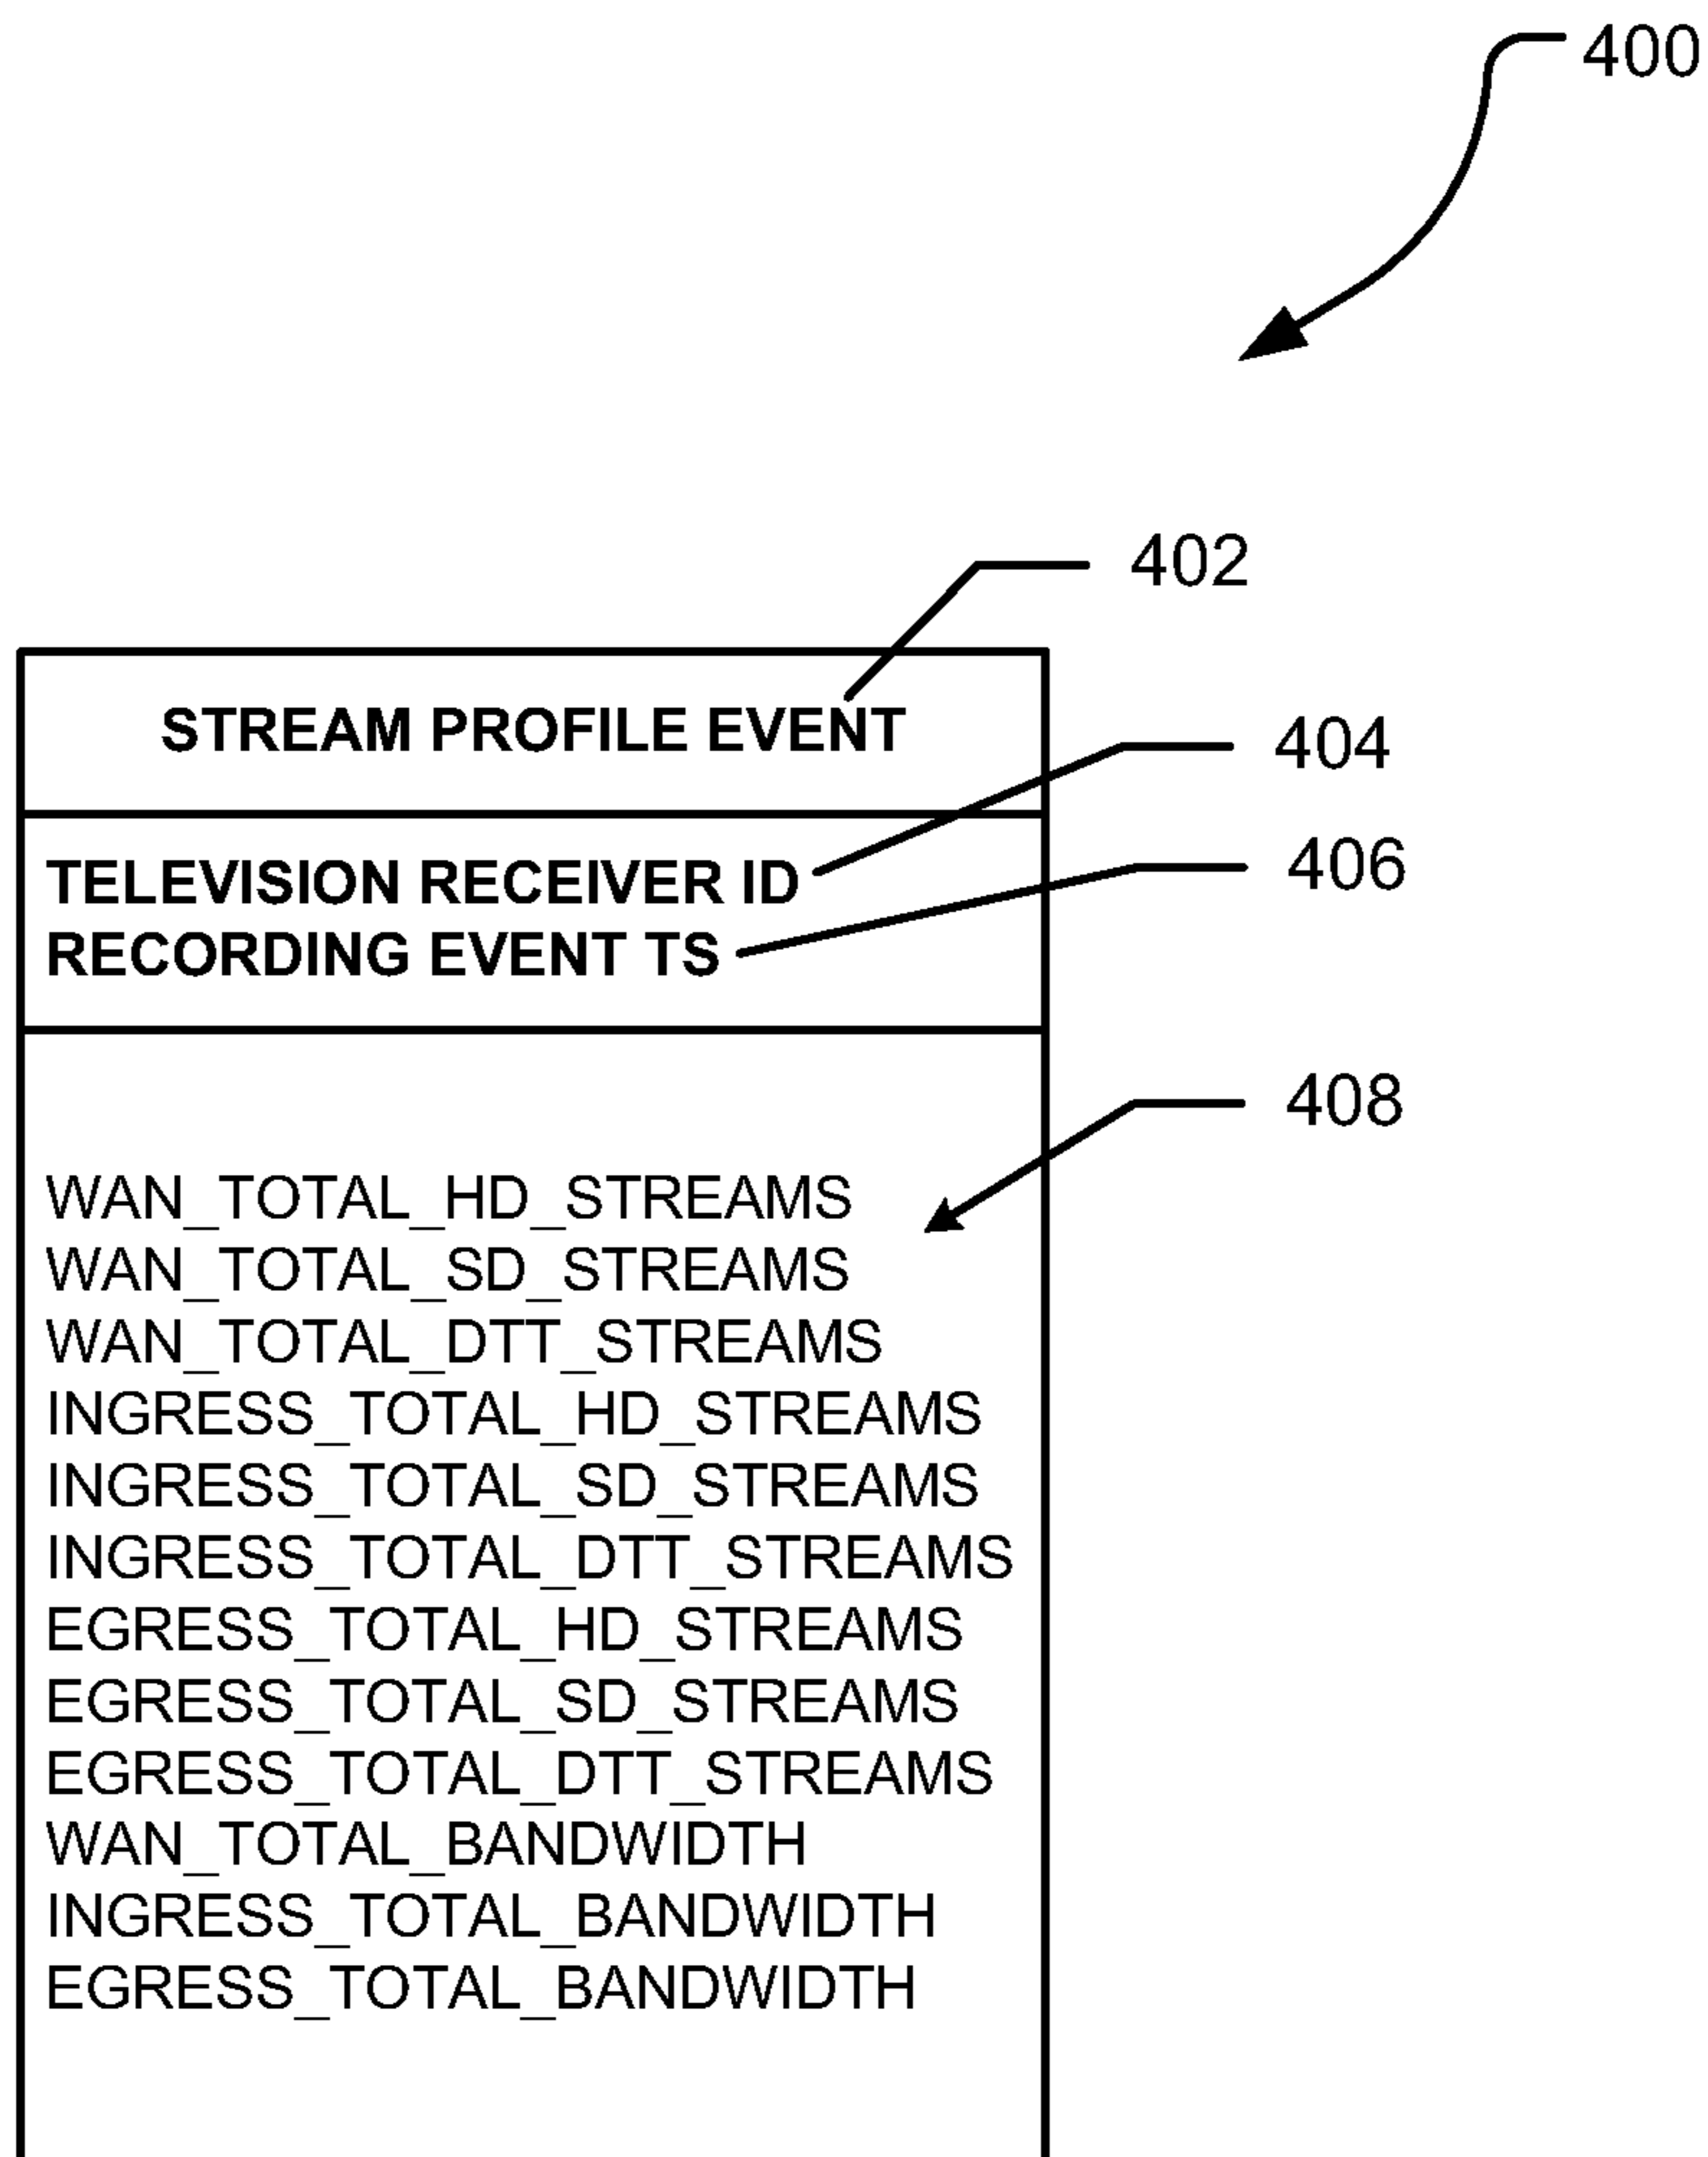 400
402
STREAM PROFILE EVENT
404
TELEVISION RECEIVER ID
406
RECORDING EVENT TS
408
WAN_TOTAL_HD_STREAMS
WAN_TOTAL_SD_STREAMS
WAN_TOTAL_DTT_STREAMS
INGRESS_TOTAL_HD_STREAMS
INGRESS_TOTAL_SD_STREAMS
INGRESS_TOTAL_DTT_STREAMS
EGRESS_TOTAL_HD_STREAMS
EGRESS_TOTAL_SD_STREAMS
EGRESS_TOTAL_DTT_STREAMS
WAN_TOTAL_BANDWIDTH
INGRESS_TOTAL_BANDWIDTH
EGRESS_TOTAL_BANDWIDTH